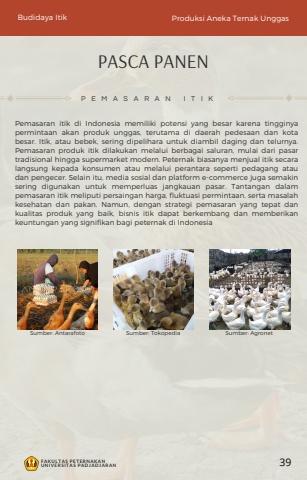 Budidaya Itik
Produksi Aneka Ternak Unggas
PASCA PANEN
PEMASARAN ITIK
Pemasaran itik di Indonesia memiliki potensi yang besar karena tingginya
permintaan akan produk unggas, terutama di daerah pedesaan dan kota
besar. Itik, atau bebek, sering dipelihara untuk diambil daging dan telurnya.
Pemasaran produk itik dilakukan melalui berbagai saluran, mulai dari pasar
tradisional hingga supermarket modern. Peternak biasanya menjual itik secara
langsung kepada konsumen atau melalui perantara seperti pedagang atau
dan pengecer. Selain itu, media sosial dan platform e-commerce juga semakin
sering digunakan untuk memperluas jangkauan pasar. Tantangan dalam
pemasaran itik meliputi persaingan harga, fluktuasi permintaan, serta masalah
kesehatan dan pakan. Namun, dengan strategi pemasaran yang tepat dan
kualitas produk yang baik, bisnis itik dapat berkembang dan memberikan
keuntungan yang signifikan bagi peternak di Indonesia
Sumber: Antarafoto
Sumber: Tokopedia
Sumber: Agronet
FAKULTAS PETERNAKAN
UNIVERSITAS PADJADJARAN
39